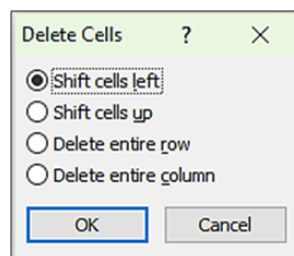 Delete Cells ?
Shift cells left
Shift cells up
Delete entire row
Delete entire column
OK Cancel